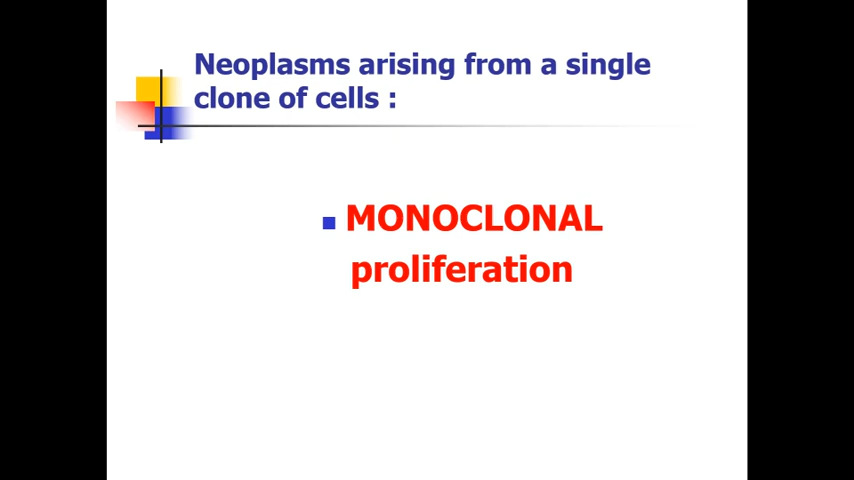 Neoplasms arising from a single
clone of cells :
MONOCLONAL
proliferation